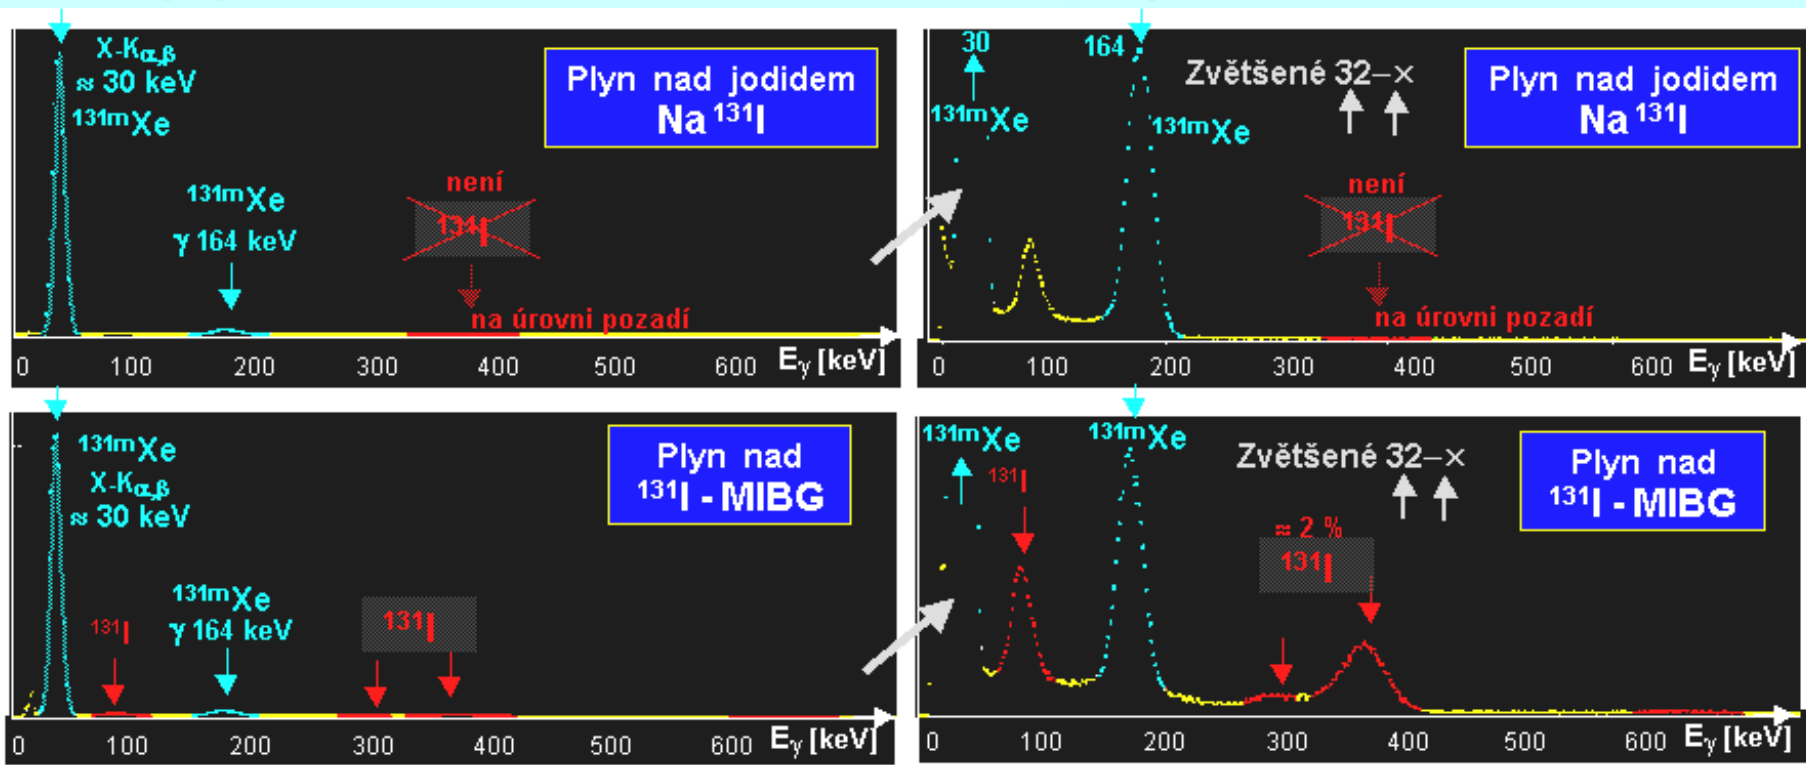 X-Kα,β
≈ 30 keV
131mXe
131mXe
γ 164 keV
není
131I
na úrovni pozadí
Plyn nad jodidem
Na 131I
0 100 200 300 400 500 600 Eγ [keV]
30
131mXe
164
131mXe
Zvětšené 32–×
Plyn nad jodidem
Na 131I
není
131I
na úrovni pozadí
0 100 200 300 400 500 600 Eγ [keV]
131mXe
X-Kα,β
≈ 30 keV
131I
131mXe
γ 164 keV
131I
Plyn nad
131I - MIBG
0 100 200 300 400 500 600 Eγ [keV]
131mXe
131I
131mXe
Zvětšené 32–×
≈ 2 %
131I
Plyn nad
131I - MIBG
0 100 200 300 400 500 600 Eγ [keV]